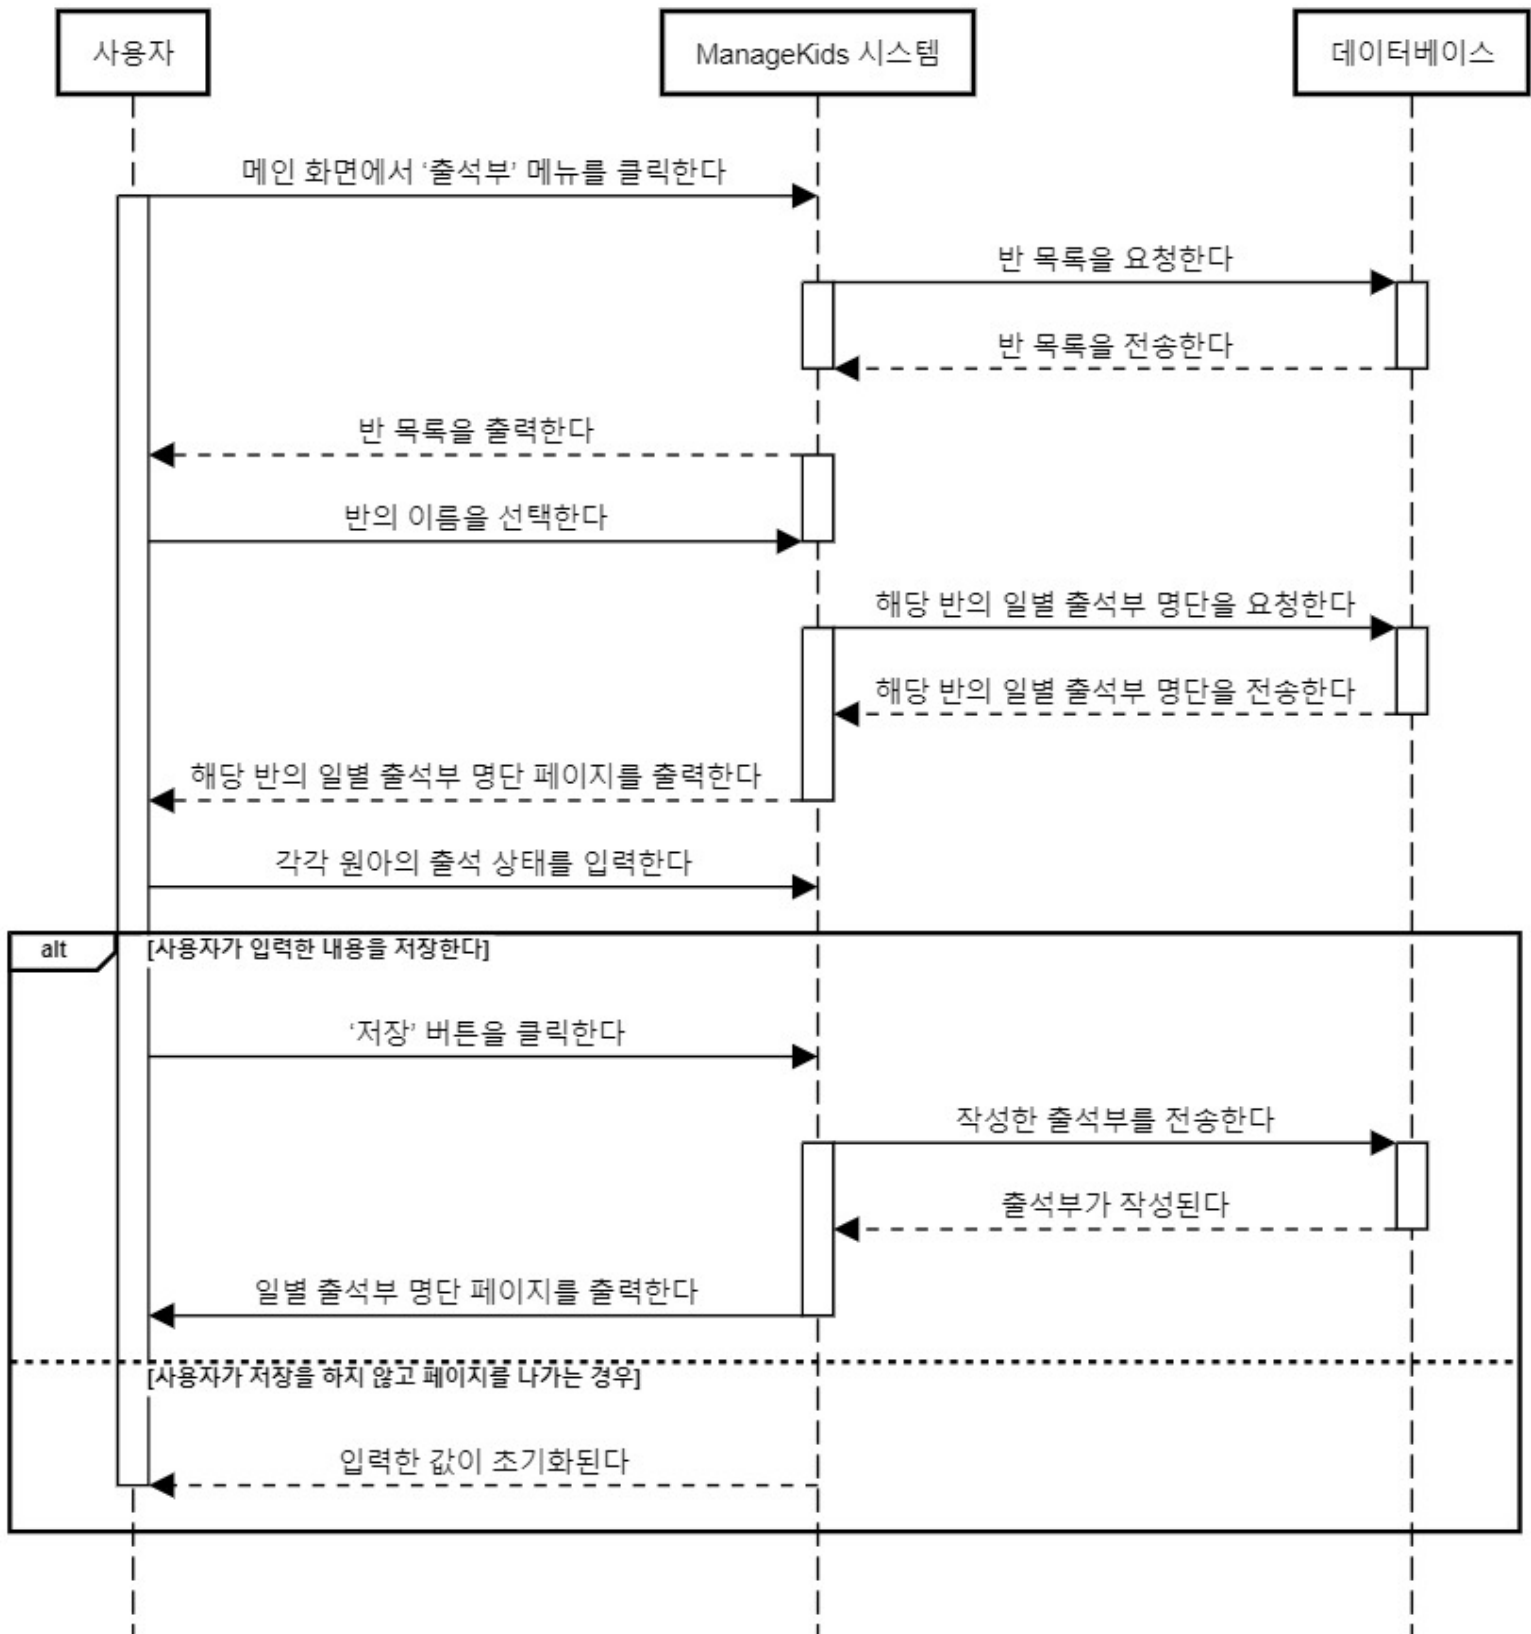 사용자
ManageKids 시스템
데이터베이스
메인 화면에서 ‘출석부’ 메뉴를 클릭한다
반 목록을 요청한다
반 목록을 전송한다
반 목록을 출력한다
반의 이름을 선택한다
해당 반의 일별 출석부 명단을 요청한다
해당 반의 일별 출석부 명단을 전송한다
해당 반의 일별 출석부 명단 페이지를 출력한다
각각 원아의 출석 상태를 입력한다
alt
[사용자가 입력한 내용을 저장한다]
‘저장’ 버튼을 클릭한다
작성한 출석부를 전송한다
출석부가 작성된다
일별 출석부 명단 페이지를 출력한다
[사용자가 저장을 하지 않고 페이지를 나가는 경우]
입력한 값이 초기화된다